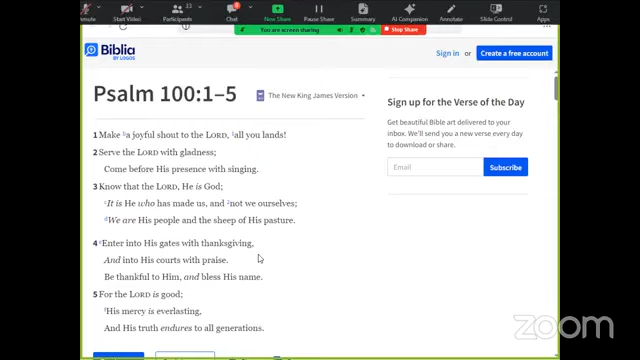 Start Video
Participants
33
Chat
New Share
Pause Share
Summary
AI Companion
Annotate
Slide Control
Apps
You are screen sharing
Stop Share
Biblia
BY LOGOS
Sign in or Create a free account
Psalm 100:1–5
The New King James Version
1 Make b a joyful shout to the LORD, 1 all you lands!
2 Serve the LORD with gladness;
Come before His presence with singing.
3 Know that the LORD, He is God;
c It is He who has made us, and 2 not we ourselves;
d We are His people and the sheep of His pasture.
4 e Enter into His gates with thanksgiving,
And into His courts with praise.
Be thankful to Him, and bless His name.
5 For the LORD is good;
f His mercy is everlasting,
And His truth endures to all generations.
Sign up for the Verse of the Day
Get beautiful Bible art delivered to your
inbox. We'll send you a new verse every day
to download or share.
Email
Subscribe
zoom